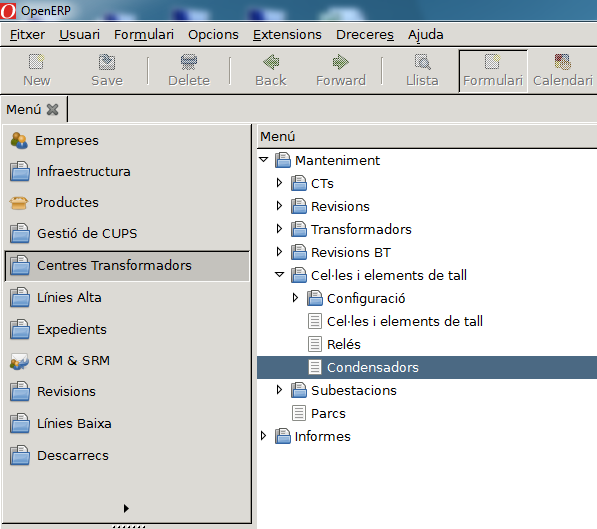 OpenERP
Fitxer Usuari Formulari Opcions Extensions Dreceres Ajuda
New Save Delete Back Forward Llista Formulari Calendari
Menú
Empreses
Infraestructura
Productes
Gestió de CUPS
Centres Transformadors
Línies Alta
Expedients
CRM & SRM
Revisions
Línies Baixa
Descarrecs
Menú
Manteniment
CTs
Revisions
Transformadors
Revisions BT
Cel·les i elements de tall
Configuració
Cel·les i elements de tall
Relés
Condensadors
Subestacions
Parcs
Informes